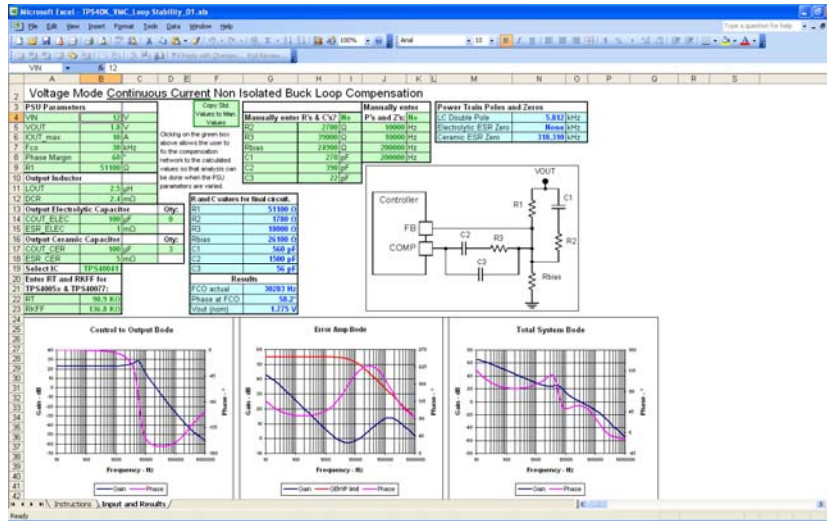 Microsoft Excel - TPS40K_VMC_Loop Stability_01.xls
File Edit View Insert Format Tools Data Window Help
Type a question for help
100% Arial 10
VIN 12
A B C D E F G H I J K L M N O P Q R S
Voltage Mode Continuous Current Non Isolated Buck Loop Compensation
PSU Parameters
VIN 12 V
VOUT 1.8 V
IOUT_max 10 A
Fco 30 kHz
Phase Margin 60 °
R1 51100 Ω
Output Inductor
LOUT 2.5 µH
DCR 2.4 mΩ
Output Electrolytic Capacitor Qty:
COUT_ELEC 100 µF 0
ESR_ELEC 1 mΩ
Output Ceramic Capacitor Qty:
COUT_CER 100 µF 3
ESR_CER 5 mΩ
Select IC TPS40041
Enter RT and RKFF for
TPS4005x & TPS40077:
RT 90.9 KΩ
RKFF 136.8 KΩ
Copy Std.
Values to Man.
Values
Clicking on the green box
above allows the user to
fix the compensation
network to the calculated
values so that analysis can
be done when the PSU
parameters are varied.
Manually enter R's & C's? No
R2 2700 Ω
R3 39000 Ω
Rbias 24900 Ω
C1 270 pF
C2 390 pF
C3 22 pF
Manually enter
P's and Z's: No
10000 Hz
10000 Hz
200000 Hz
200000 Hz
Power Train Poles and Zeros
LC Double Pole 5.812 kHz
Electrolytic ESR Zero None kHz
Ceramic ESR Zero 318.310 kHz
R and C values for final circuit.
R1 51100 Ω
R2 1780 Ω
R3 10000 Ω
Rbias 26100 Ω
C1 560 pF
C2 1500 pF
C3 56 pF
Results
FCO actual 30283 Hz
Phase at FCO 58.2°
Vout (nom) 1.775 V
VOUT
Controller
FB
COMP
R1
C1
R2
C2
R3
C3
Rbias
Control to Output Bode
Gain - dB
Phase - °
Frequency - Hz
Gain Phase
Error Amp Bode
Gain - dB
Phase - °
Frequency - Hz
Gain GBWP limit Phase
Total System Bode
Gain - dB
Phase - °
Frequency - Hz
Gain Phase
Instructions Input and Results
Ready